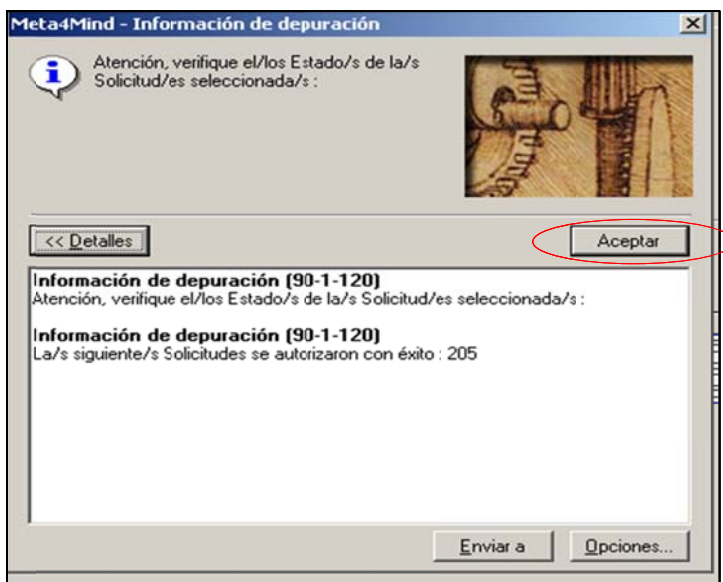 Meta4Mind - Información de depuración
Atención, verifique el/los Estado/s de la/s
Solicitud/es seleccionada/s :
<< Detalles
Aceptar
Información de depuración (90-1-120)
Atención, verifique el/los Estado/s de la/s Solicitud/es seleccionada/s :
Información de depuración (90-1-120)
La/s siguiente/s Solicitudes se autorizaron con éxito : 205
Enviar a
Opciones...